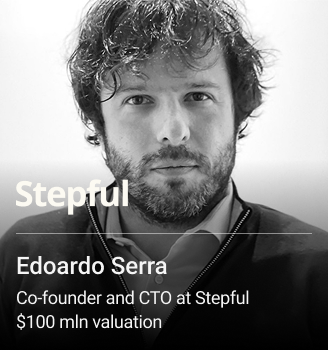 Stepful
Edoardo Serra
Co-founder and CTO at Stepful
$100 mln valuation